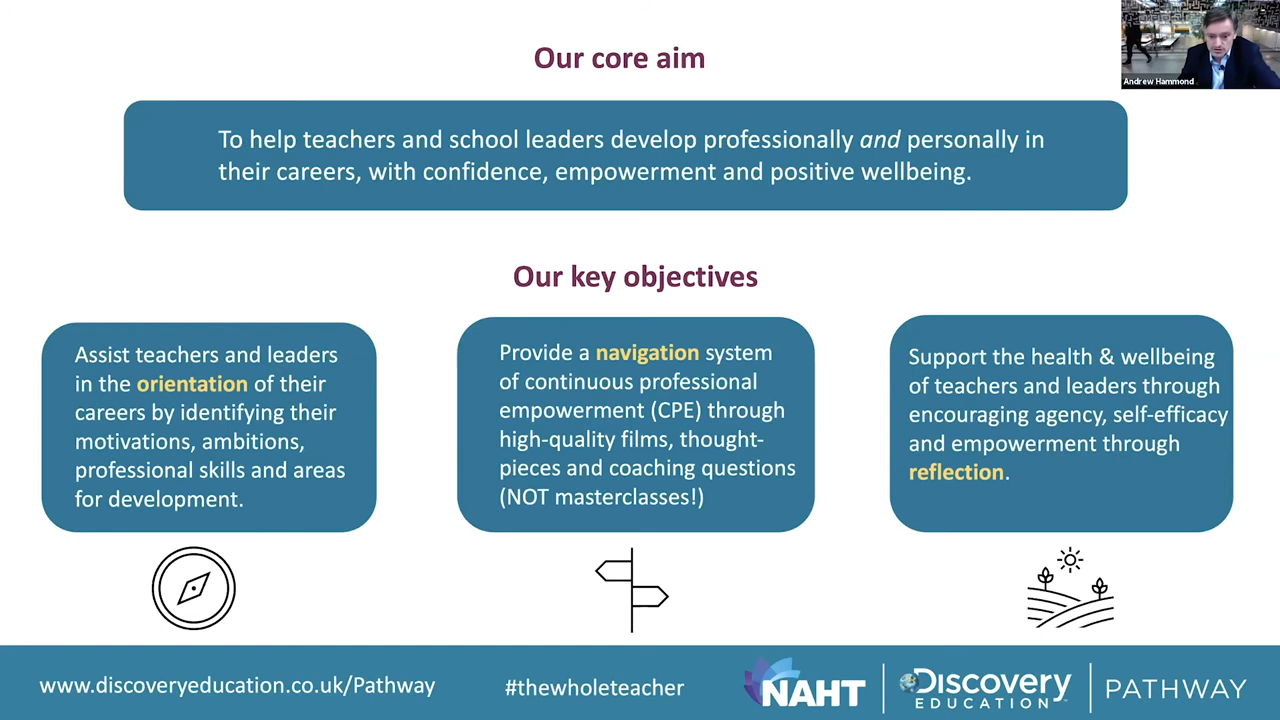 Our core aim
Andrew Hammond
To help teachers and school leaders develop professionally and personally in
their careers, with confidence, empowerment and positive wellbeing.
Our key objectives
Assist teachers and leaders
in the orientation of their
careers by identifying their
motivations, ambitions,
professional skills and areas
for development.
Provide a navigation system
of continuous professional
empowerment (CPE) through
high-quality films, thought-
pieces and coaching questions
(NOT masterclasses!)
Support the health & wellbeing
of teachers and leaders through
encouraging agency, self-efficacy
and empowerment through
reflection.
www.discoveryeducation.co.uk/Pathway
#thewholeteacher
NAHT
Discovery
EDUCATION
PATHWAY